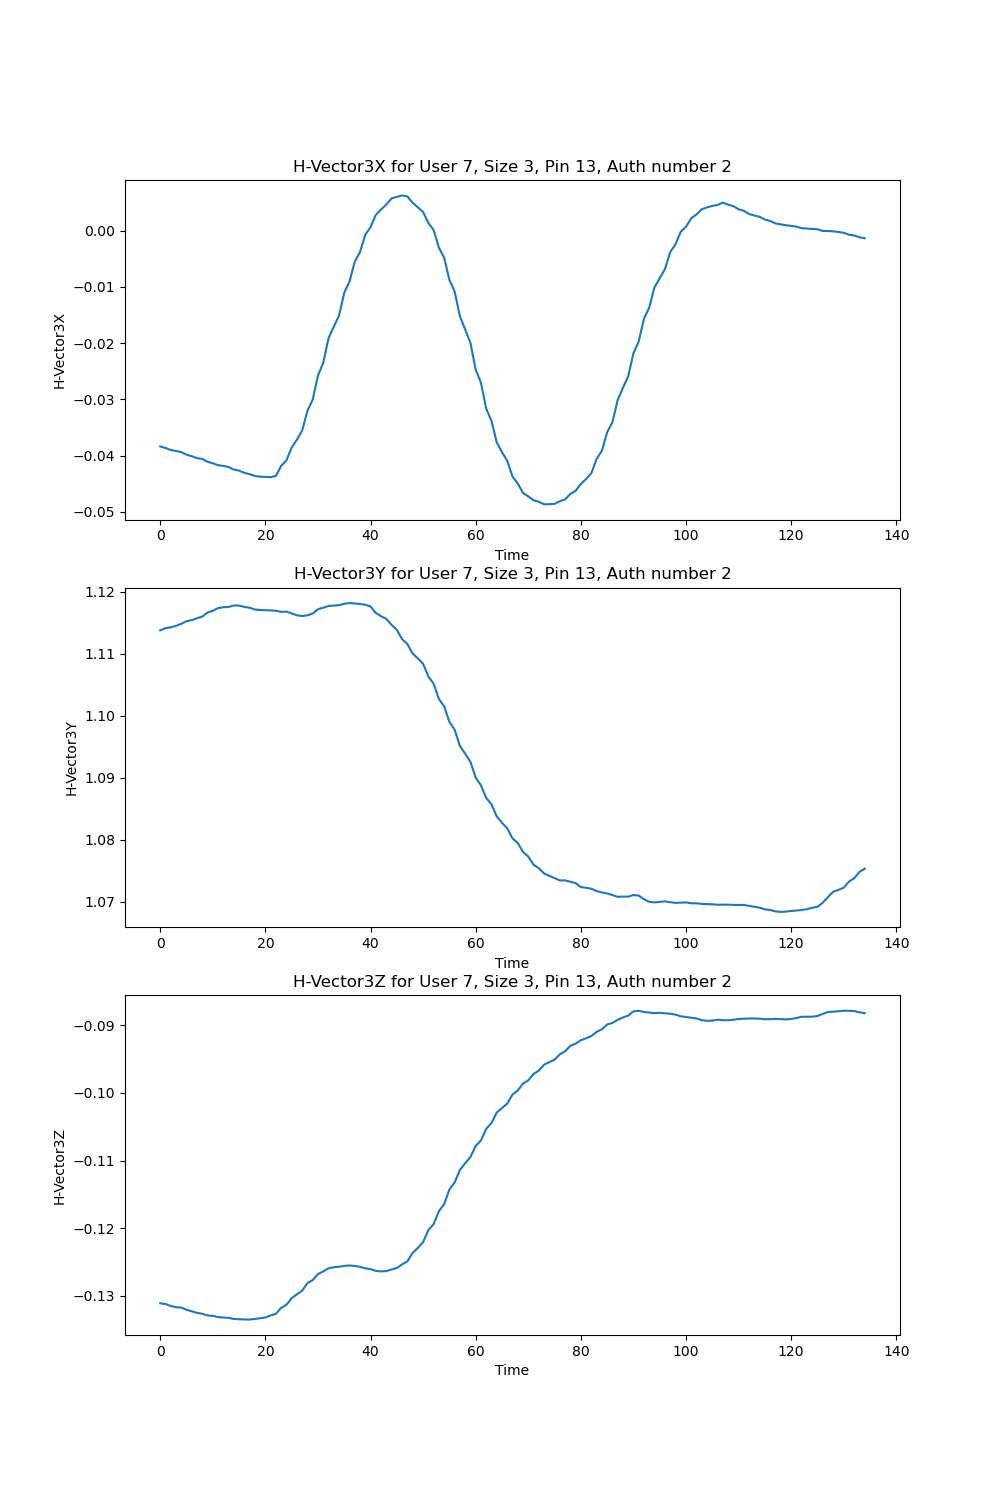 H-Vector3X for User 7, Size 3, Pin 13, Auth number 2
0.00
−0.01
−0.02
−0.03
−0.04
−0.05
H-Vector3X
0 20 40 60 80 100 120 140
Time
H-Vector3Y for User 7, Size 3, Pin 13, Auth number 2
1.12
1.11
1.10
1.09
1.08
1.07
H-Vector3Y
0 20 40 60 80 100 120 140
Time
H-Vector3Z for User 7, Size 3, Pin 13, Auth number 2
−0.09
−0.10
−0.11
−0.12
−0.13
H-Vector3Z
0 20 40 60 80 100 120 140
Time